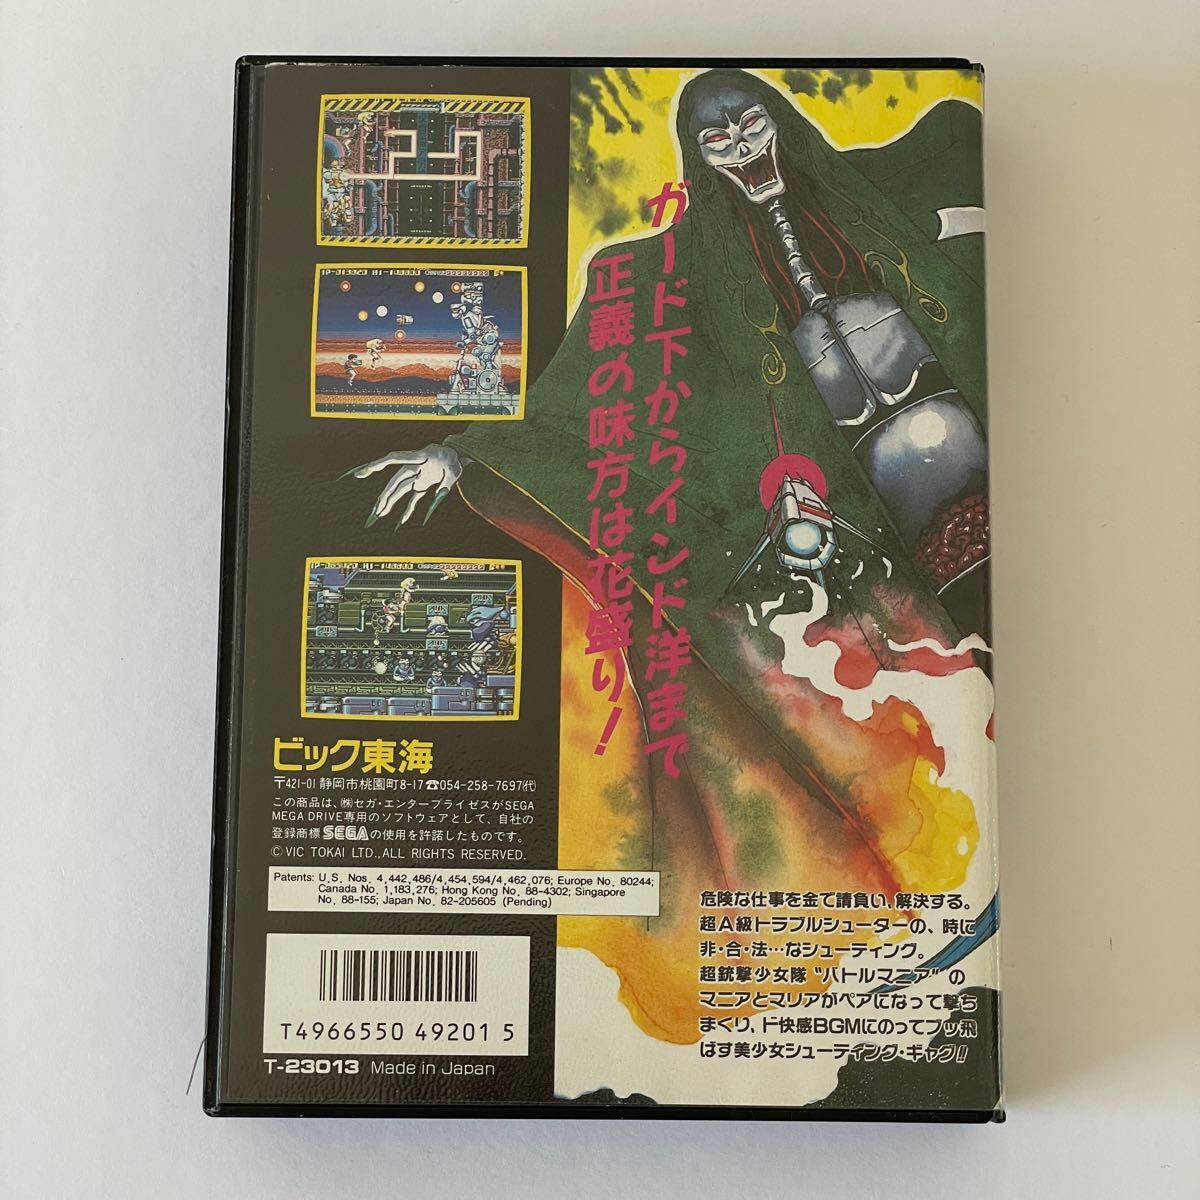 ガード下からインド洋まで
正義の味方は花盛り!
ビック東海
〒421-01 静岡市桃園町8-17☎054-258-7697(代)
この商品は、㈱セガ・エンタープライゼスがSEGA
MEGA DRIVE専用のソフトウェアとして、自社の
登録商標 SEGA の使用を許諾したものです。
© VIC TOKAI LTD., ALL RIGHTS RESERVED.
Patents: U.S. Nos. 4,442,486/4,454,594/4,462,076; Europe No. 80244;
Canada No. 1,183,276; Hong Kong No. 88-4302; Singapore
No. 88-155; Japan No. 82-205605 (Pending)
T4966550 49201 5
T-23013 Made in Japan
危険な仕事を金で請負い、解決する。
超A級トラブルシューターの、時に
非・合・法…なシューティング。
超銃撃少女隊“バトルマニア”の
マニアとマリアがペアになって撃ち
まくり、ド快感BGMにのってブッ飛
ばす美少女シューティング・ギャグ!!